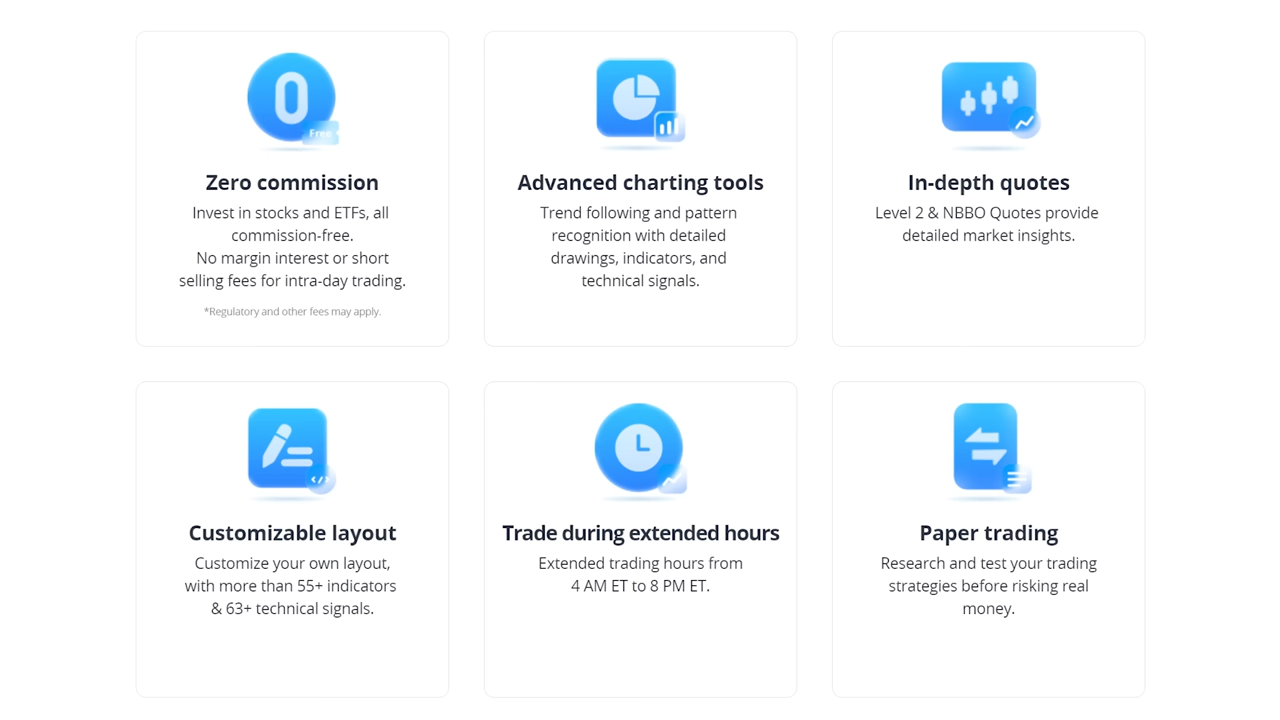 Free
Zero commission
Invest in stocks and ETFs, all
commission-free.
No margin interest or short
selling fees for intra-day trading.
*Regulatory and other fees may apply.
Advanced charting tools
Trend following and pattern
recognition with detailed
drawings, indicators, and
technical signals.
In-depth quotes
Level 2 & NBBO Quotes provide
detailed market insights.
</>
Customizable layout
Customize your own layout,
with more than 55+ indicators
& 63+ technical signals.
Trade during extended hours
Extended trading hours from
4 AM ET to 8 PM ET.
Paper trading
Research and test your trading
strategies before risking real
money.